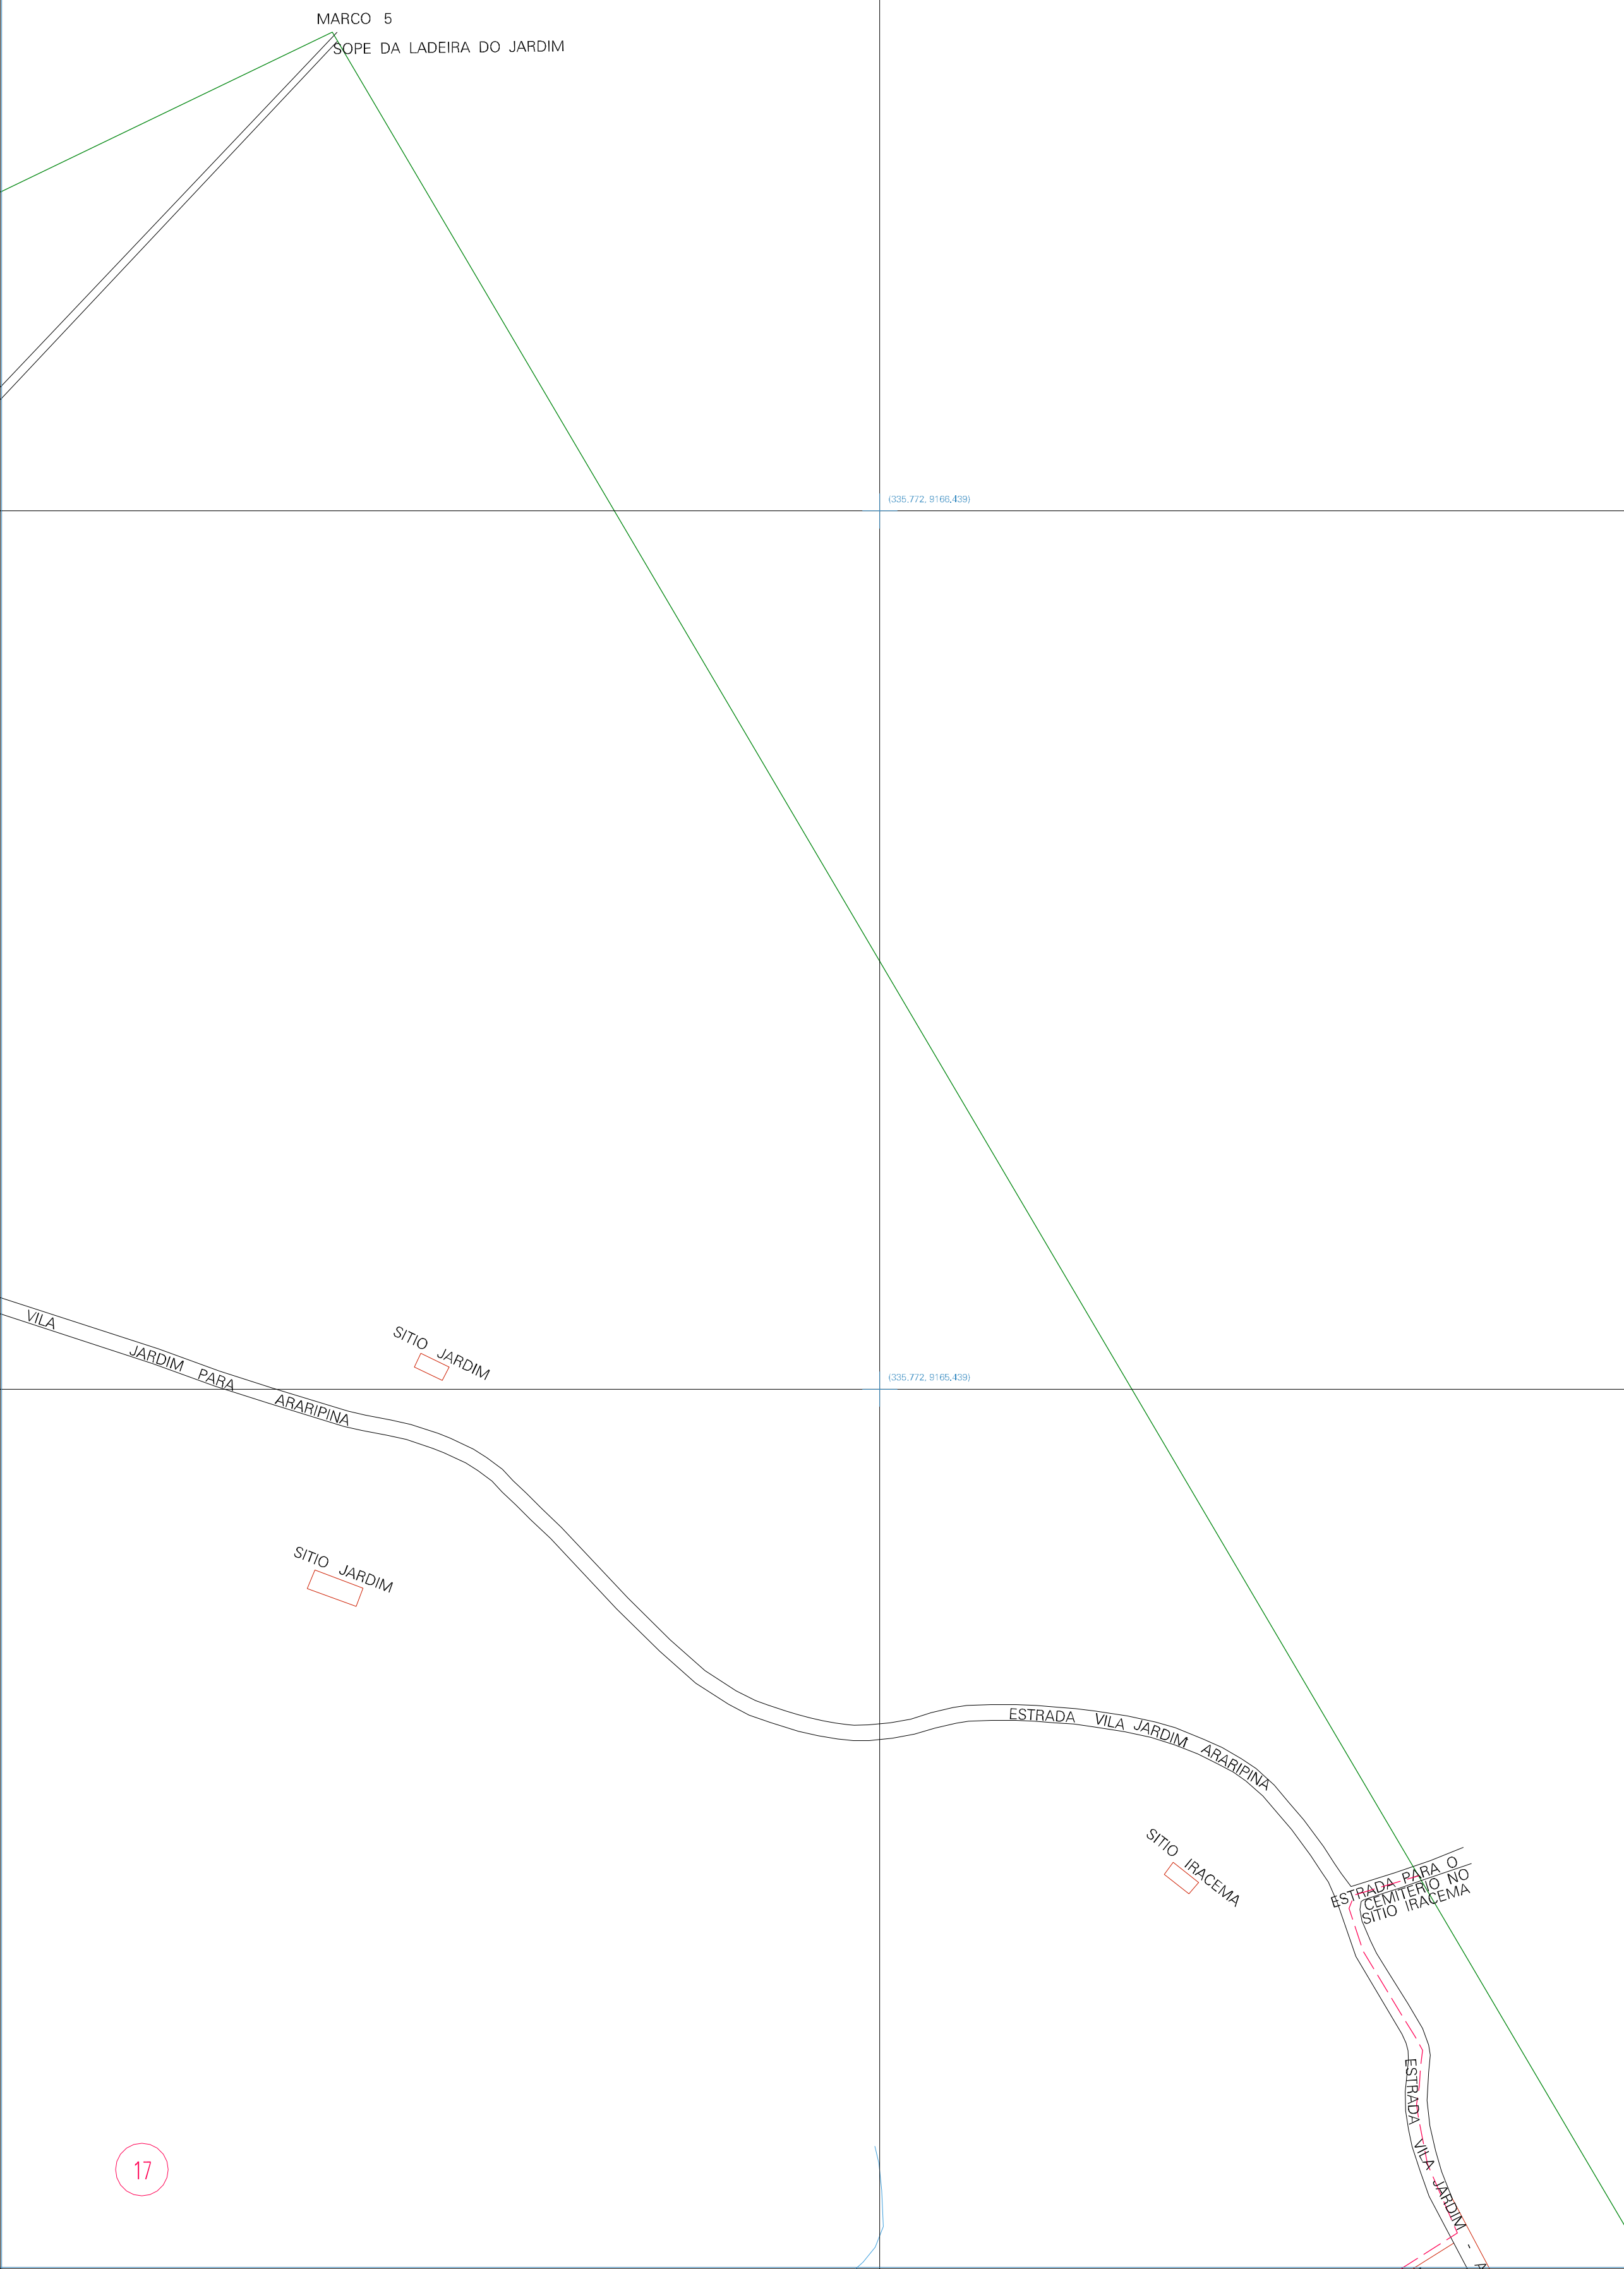 MARCO 5
SOPE DA LADEIRA DO JARDIM
(335,772, 9166,439)
VILA JARDIM PARA ARARIPINA
SITIO JARDIM
(335,772, 9165,439)
SITIO JARDIM
ESTRADA VILA JARDIM ARARIPINA
SITIO IRACEMA
ESTRADA PARA O
CEMITERIO NO
SITIO IRACEMA
ESTRADA VILA JARDIM - A
17